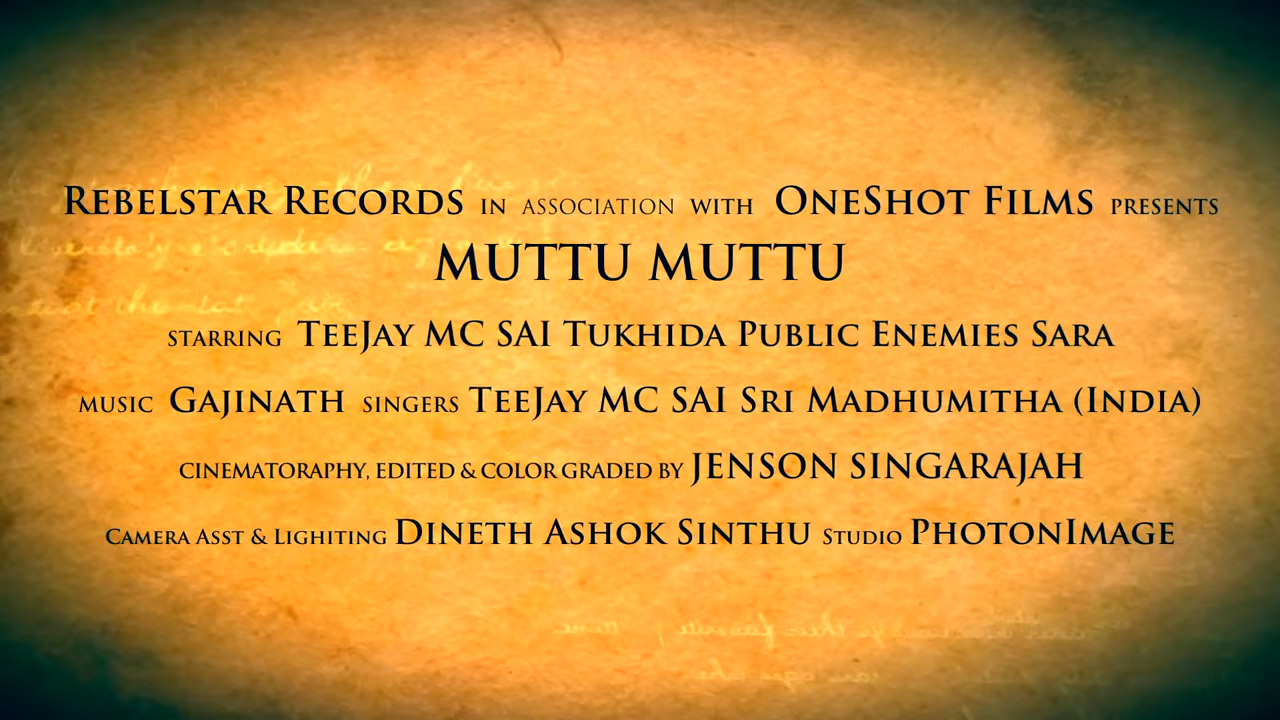 Rebelstar Records in association with OneShot Films presents
MUTTU MUTTU
starring TeeJay MC SAI Tukhida Public Enemies Sara
music Gajinath singers TeeJay MC SAI Sri Madhumitha (India)
cinematoraphy, edited & color graded by JENSON SINGARAJAH
Camera Asst & Lighiting Dineth Ashok Sinthu Studio PhotonImage